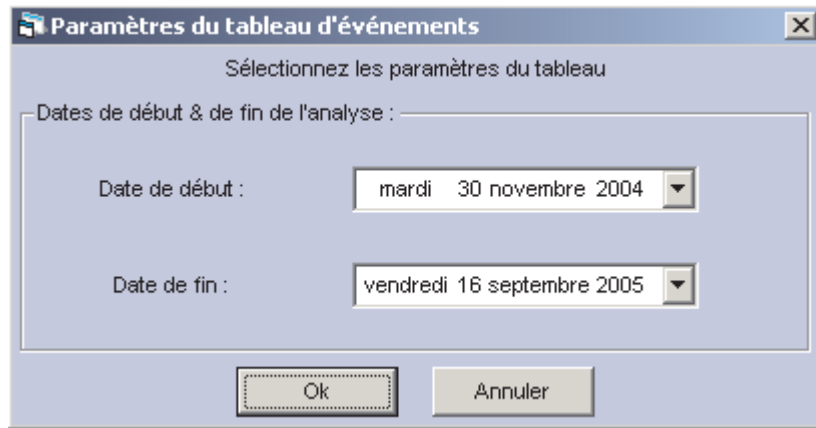 Paramètres du tableau d'événements
Sélectionnez les paramètres du tableau
Dates de début & de fin de l'analyse :
Date de début : mardi 30 novembre 2004
Date de fin : vendredi 16 septembre 2005
Ok Annuler